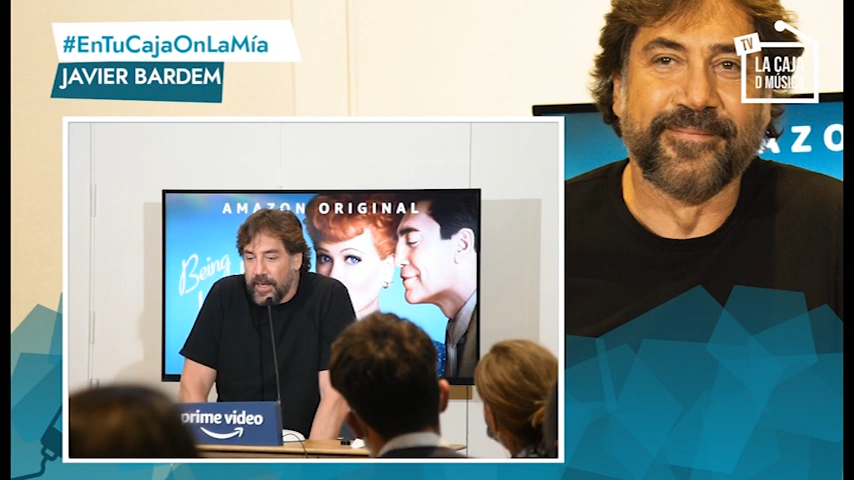 #EnTuCajaOnLaMía
JAVIER BARDEM
TV
LA CAJA
D MÚSICA
AZO
AMAZON ORIGINAL
Being
prime video